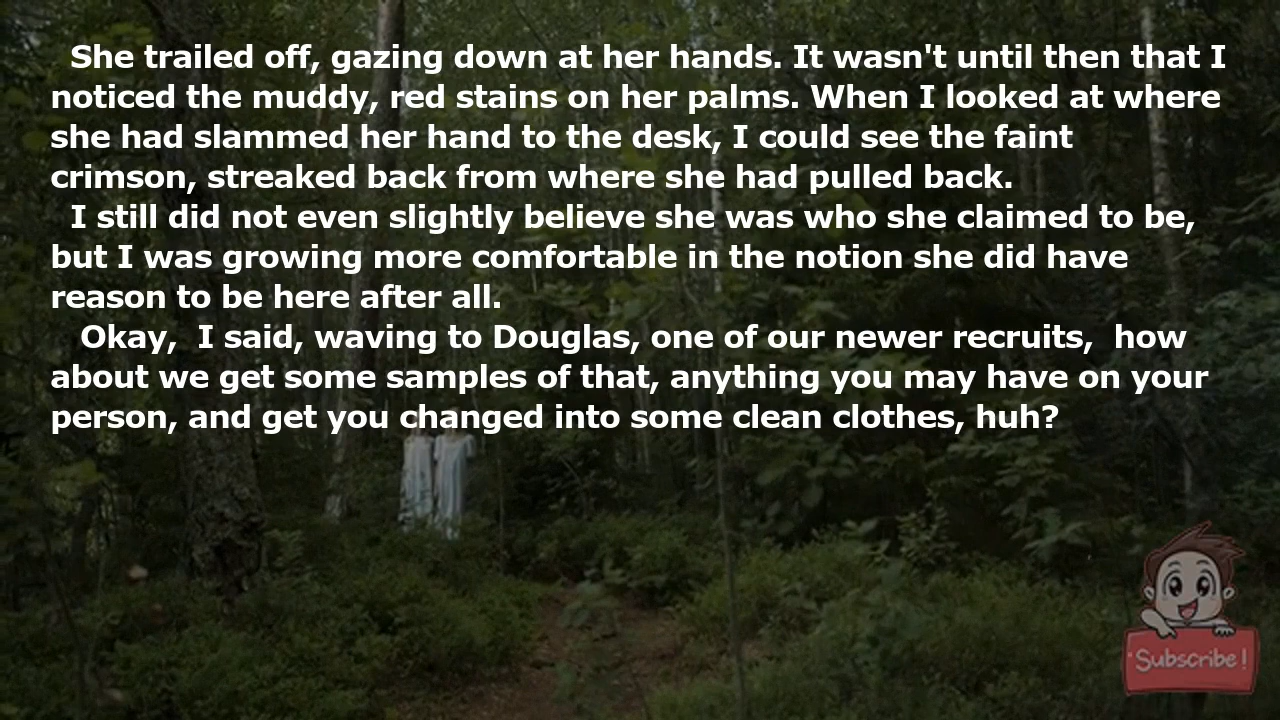 She trailed off, gazing down at her hands. It wasn't until then that I
noticed the muddy, red stains on her palms. When I looked at where
she had slammed her hand to the desk, I could see the faint
crimson, streaked back from where she had pulled back.
I still did not even slightly believe she was who she claimed to be,
but I was growing more comfortable in the notion she did have
reason to be here after all.
Okay,  I said, waving to Douglas, one of our newer recruits,  how
about we get some samples of that, anything you may have on your
person, and get you changed into some clean clothes, huh?
Subscribe!